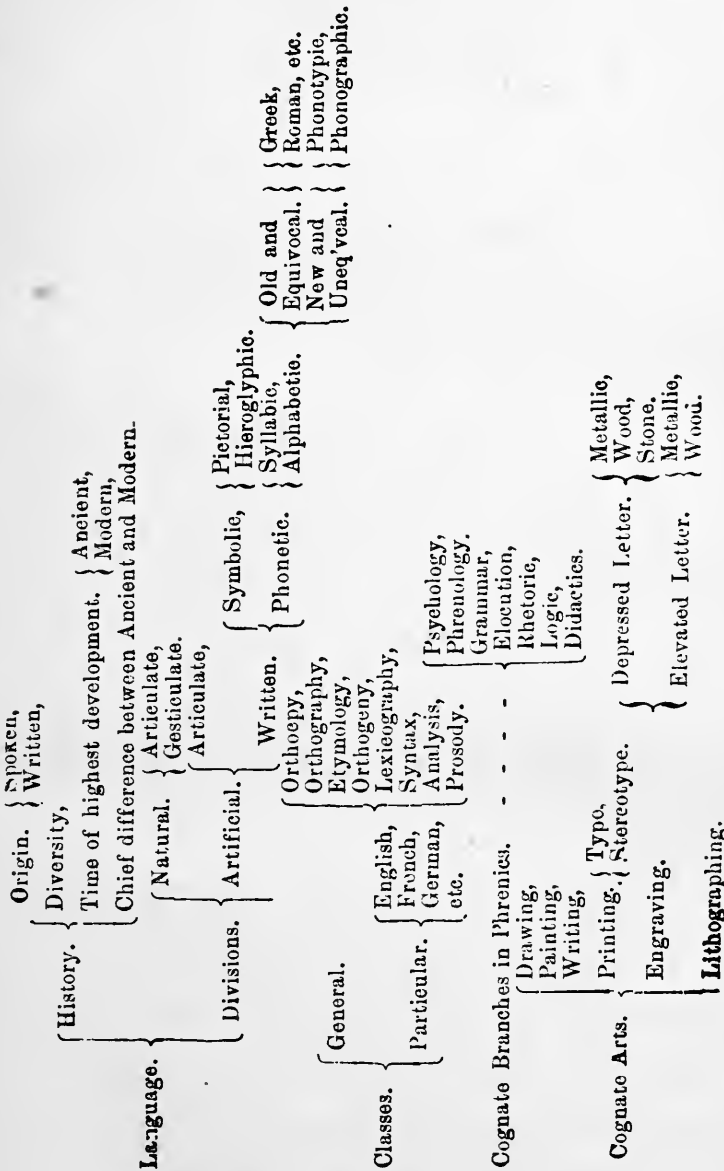 Language.
History.
Origin.
Spoken,
Written,
Diversity,
Time of highest development.
Ancient,
Modern,
Chief difference between Ancient and Modern.
Divisions.
Natural.
Articulate,
Gesticulate.
Artificial.
Articulate,
Written.
Symbolic,
Pictorial,
Hieroglyphic.
Phonetic.
Syllabic,
Alphabetic.
Old and
Equivocal.
Greek,
Roman, etc.
New and
Uneq'vcal.
Phonotypic,
Phonographic.
Classes.
General.
Particular.
English,
French,
German,
etc.
Orthoepy,
Orthography,
Etymology,
Orthogeny,
Lexicography,
Syntax,
Analysis,
Prosody.
Cognate Branches in Phrenics. - - - -
Psychology,
Phrenology.
Grammar,
Elocution,
Rhetoric,
Logic,
Didactics.
Cognate Arts.
Drawing,
Painting,
Writing,
Printing.
Typo,
Stereotype.
Engraving.
Depressed Letter.
Metallic,
Wood,
Stone.
Elevated Letter.
Metallic,
Wood.
Lithographing.